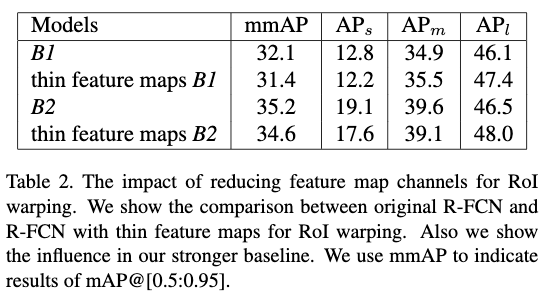 Models mmAP APs APm APl
B1 32.1 12.8 34.9 46.1
thin feature maps B1 31.4 12.2 35.5 47.4
B2 35.2 19.1 39.6 46.5
thin feature maps B2 34.6 17.6 39.1 48.0
Table 2. The impact of reducing feature map channels for RoI
warping. We show the comparison between original R-FCN and
R-FCN with thin feature maps for RoI warping. Also we show
the influence in our stronger baseline. We use mmAP to indicate
results of mAP@[0.5:0.95].